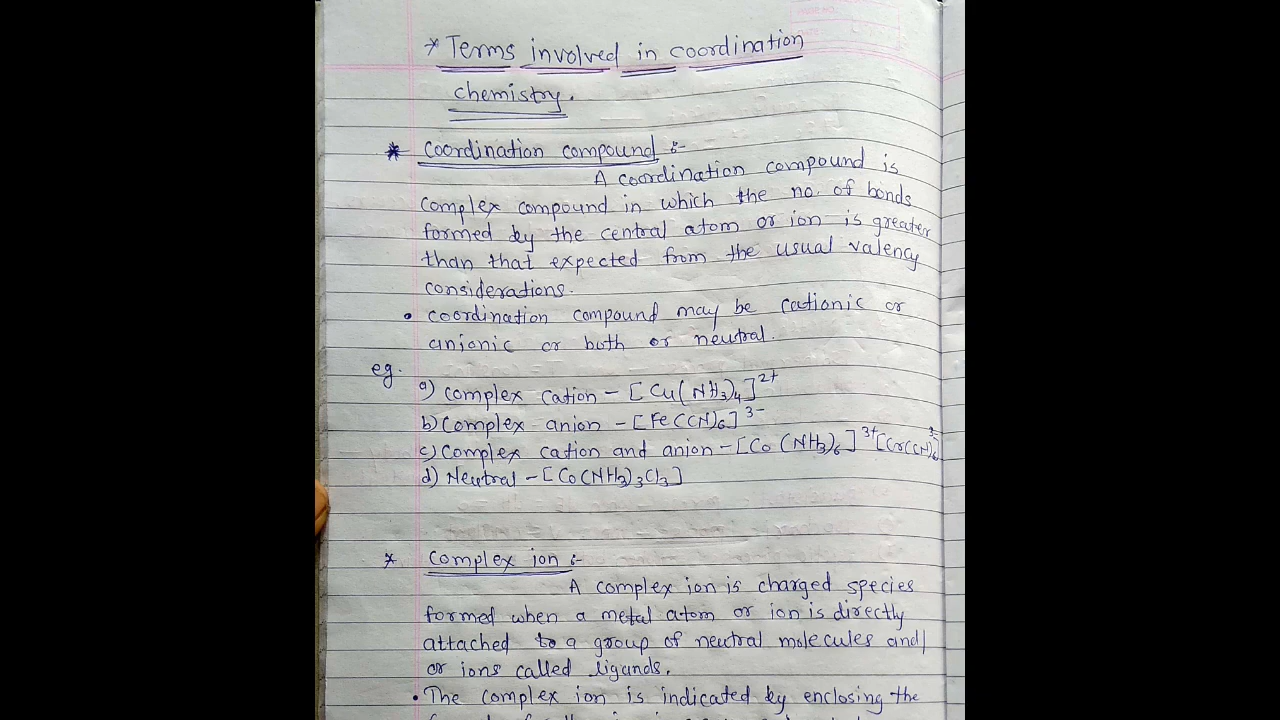 * Terms involved in coordination
chemistry.
* coordination compound :-
A coordination compound is
complex compound in which the no. of bonds
formed by the central atom or ion is greater
than that expected from the usual valency
considerations.
• coordination compound may be cationic or
anionic or both or neutral.
eg.
a) complex cation - [Cu(NH3)4]2+
b) complex anion - [Fe(CN)6]3-
c) complex cation and anion - [Co(NH3)6]3+[Cr(CN)6]3-
d) Neutral - [Co(NH3)3Cl3]
* complex ion :-
A complex ion is charged species
formed when a metal atom or ion is directly
attached to a group of neutral molecules and/
or ions called ligands.
• The complex ion is indicated by enclosing the